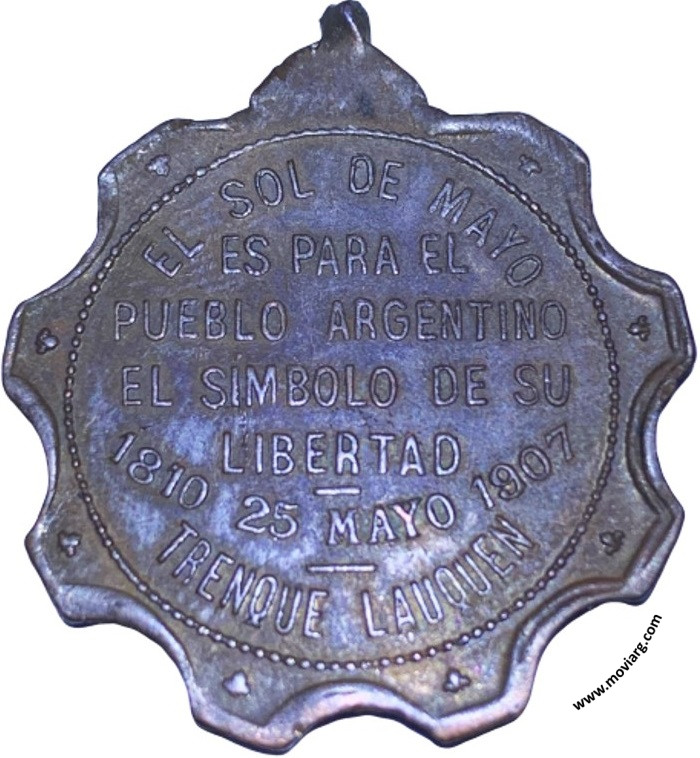 EL SOL DE MAYO
ES PARA EL
PUEBLO ARGENTINO
EL SIMBOLO DE SU
LIBERTAD
1810 25 MAYO 1907
TRENQUE LAUQUEN
www.moviarg.com